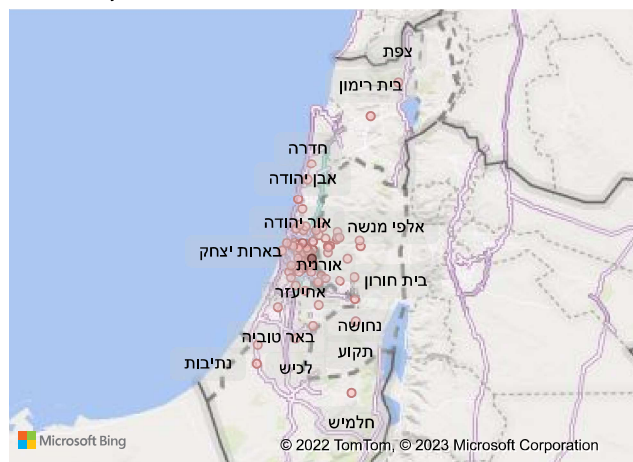 צפת
בית רימון
חדרה
אבן יהודה
אור יהודה
אלפי מנשה
בארות יצחק
אורנית
בית חורון
אחיעזר
נחושה
באר טוביה
תקוע
נתיבות
לכיש
חלמיש
Microsoft Bing
© 2022 TomTom, © 2023 Microsoft Corporation